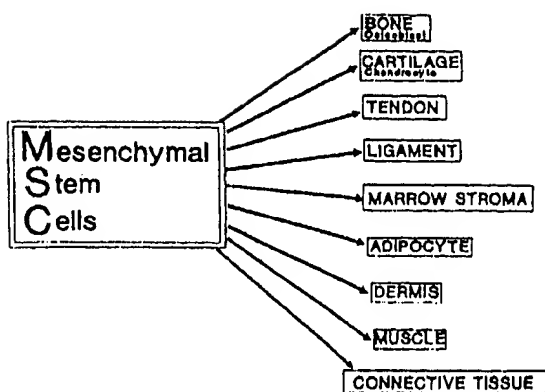 Mesenchymal
Stem
Cells
BONE
Osteoblast
CARTILAGE
Chondrocyte
TENDON
LIGAMENT
MARROW STROMA
ADIPOCYTE
DERMIS
MUSCLE
CONNECTIVE TISSUE